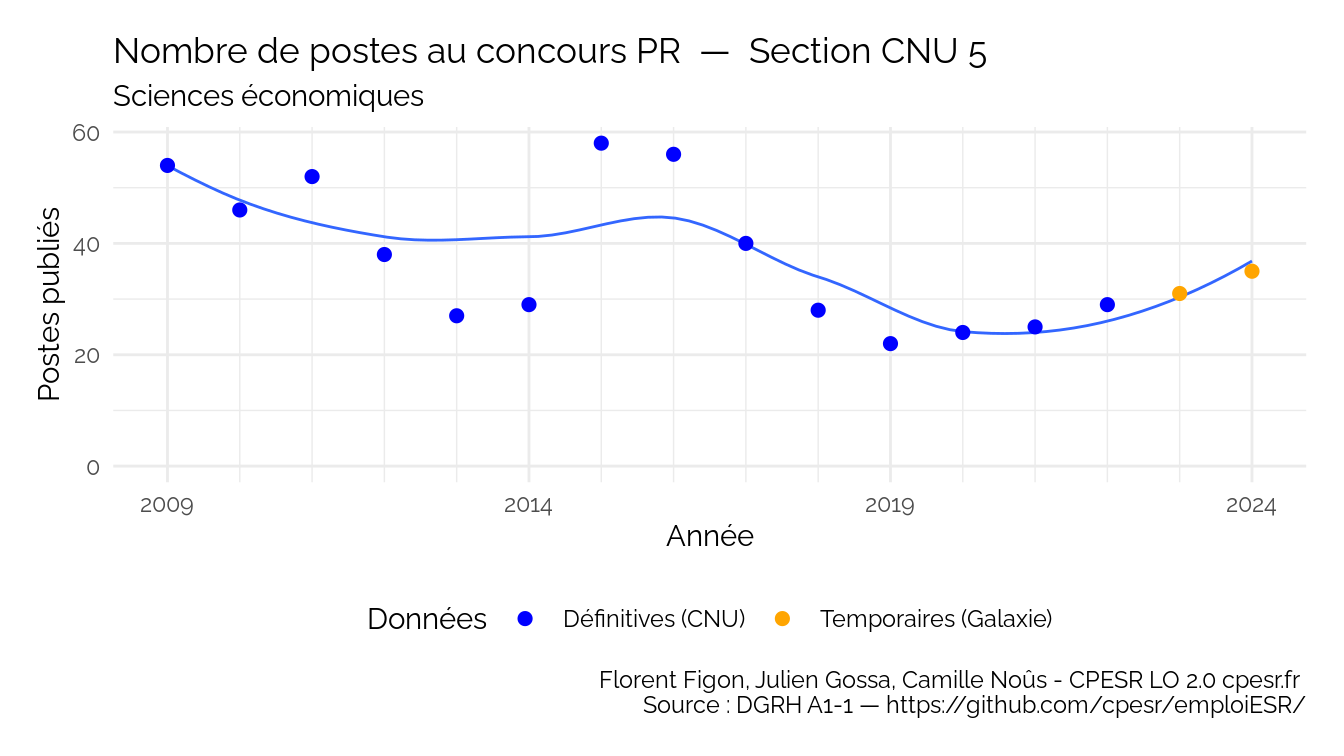 Nombre de postes au concours PR — Section CNU 5
Sciences économiques
Postes publiés
60
40
20
0
2009 2014 2019 2024
Année
Données Définitives (CNU) Temporaires (Galaxie)
Florent Figon, Julien Gossa, Camille Noûs - CPESR LO 2.0 cpesr.fr
Source : DGRH A1-1 — https://github.com/cpesr/emploiESR/